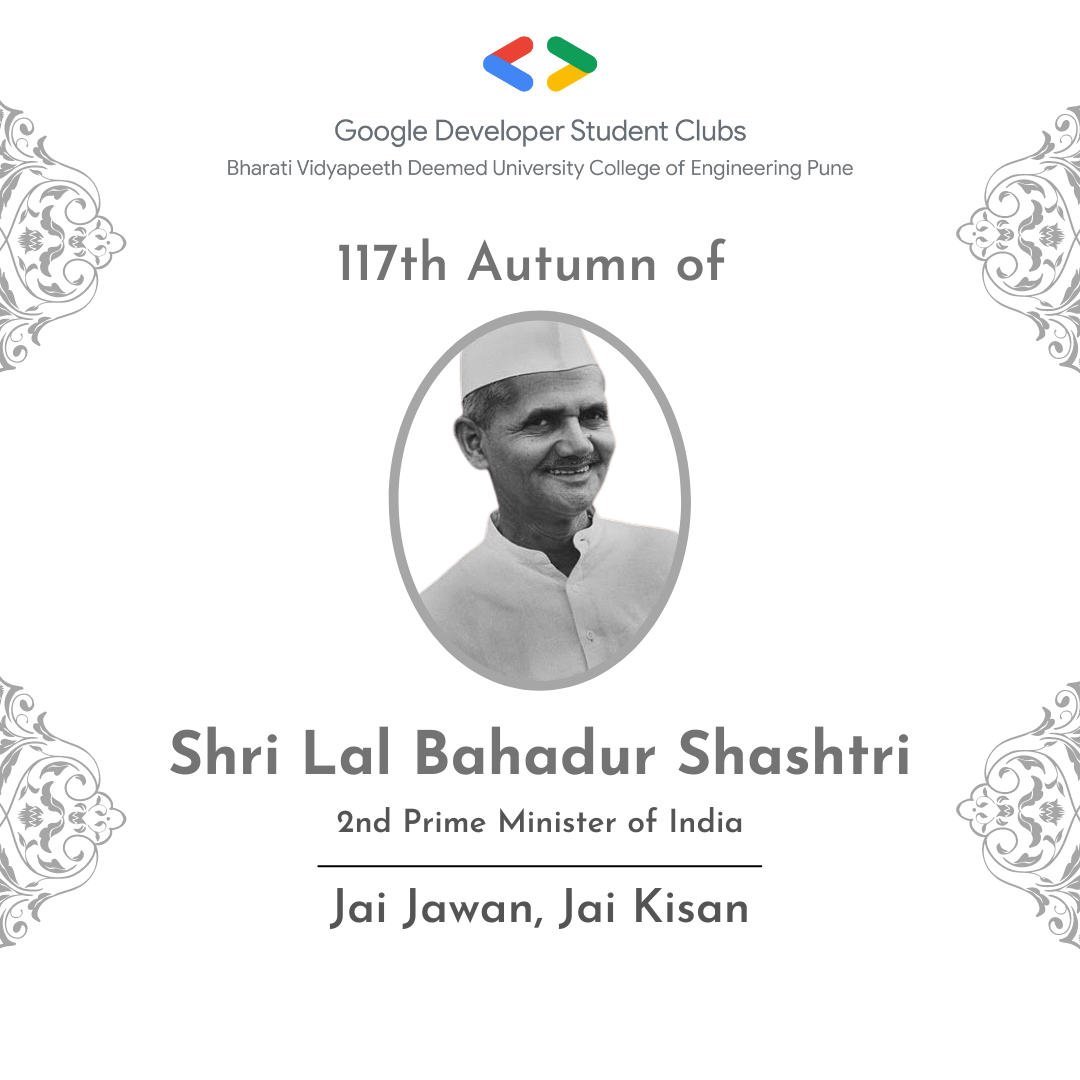 Google Developer Student Clubs
Bharati Vidyapeeth Deemed University College of Engineering Pune
117th Autumn of
Shri Lal Bahadur Shashtri
2nd Prime Minister of India
Jai Jawan, Jai Kisan